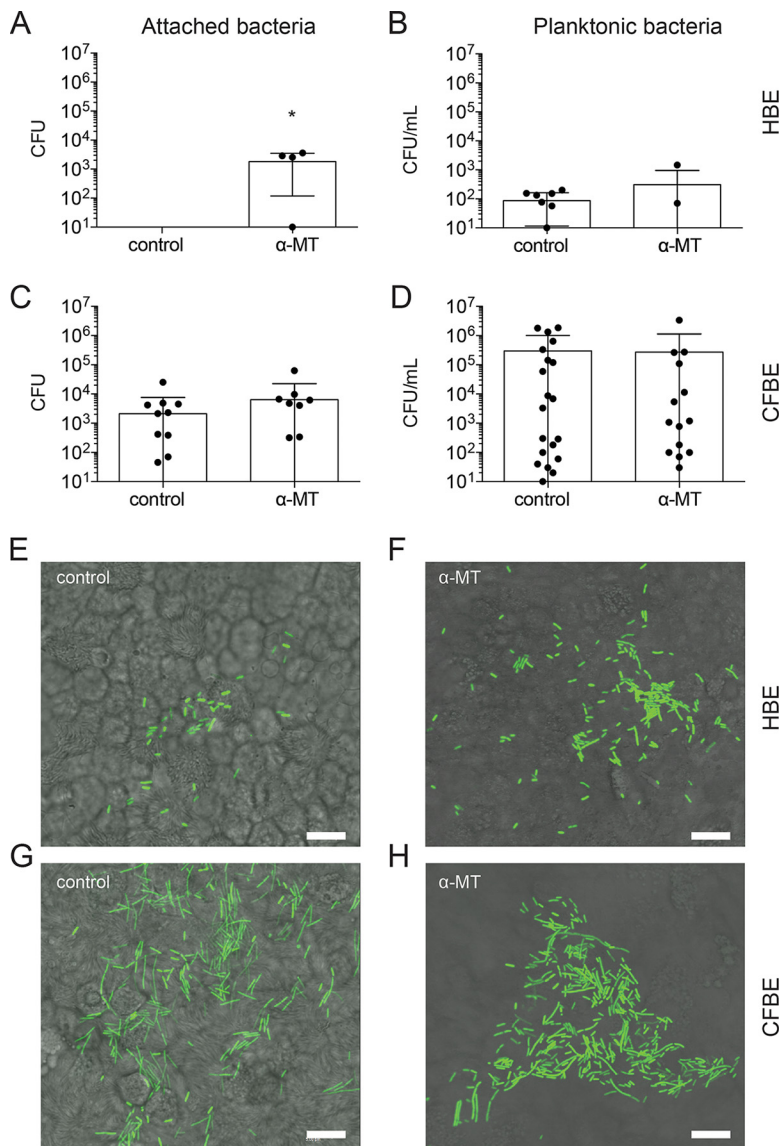 A Attached bacteria
B Planktonic bacteria
HBE
CFU
10⁷
10⁶
10⁵
10⁴
10³
10²
10¹
*
control α-MT
CFU/mL
10⁷
10⁶
10⁵
10⁴
10³
10²
10¹
control α-MT
C
CFU
10⁷
10⁶
10⁵
10⁴
10³
10²
10¹
control α-MT
D
CFU/mL
10⁷
10⁶
10⁵
10⁴
10³
10²
10¹
control α-MT
CFBE
E
control
F
α-MT
HBE
G
control
H
α-MT
CFBE